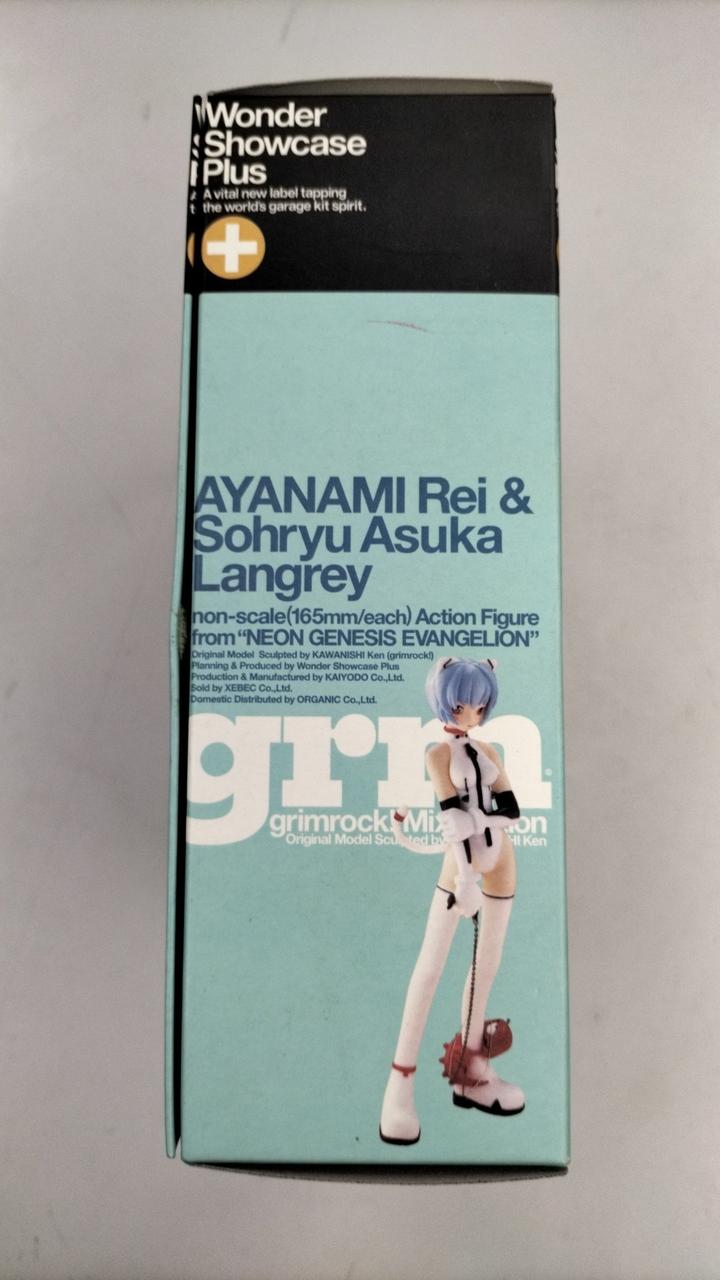 Wonder
Showcase
Plus
A vital new label tapping
the world's garage kit spirit.
AYANAMI Rei &
Sohryu Asuka
Langrey
non-scale(165mm/each) Action Figure
from "NEON GENESIS EVANGELION"
Original Model Sculpted by KAWANISHI Ken (grimrock!)
Planning & Produced by Wonder Showcase Plus
Production & Manufactured by KAIYODO Co.,Ltd.
Sold by XEBEC Co.,Ltd.
Domestic Distributed by ORGANIC Co.,Ltd.
grm
grimrock!
Original Model Sculpted by Ken